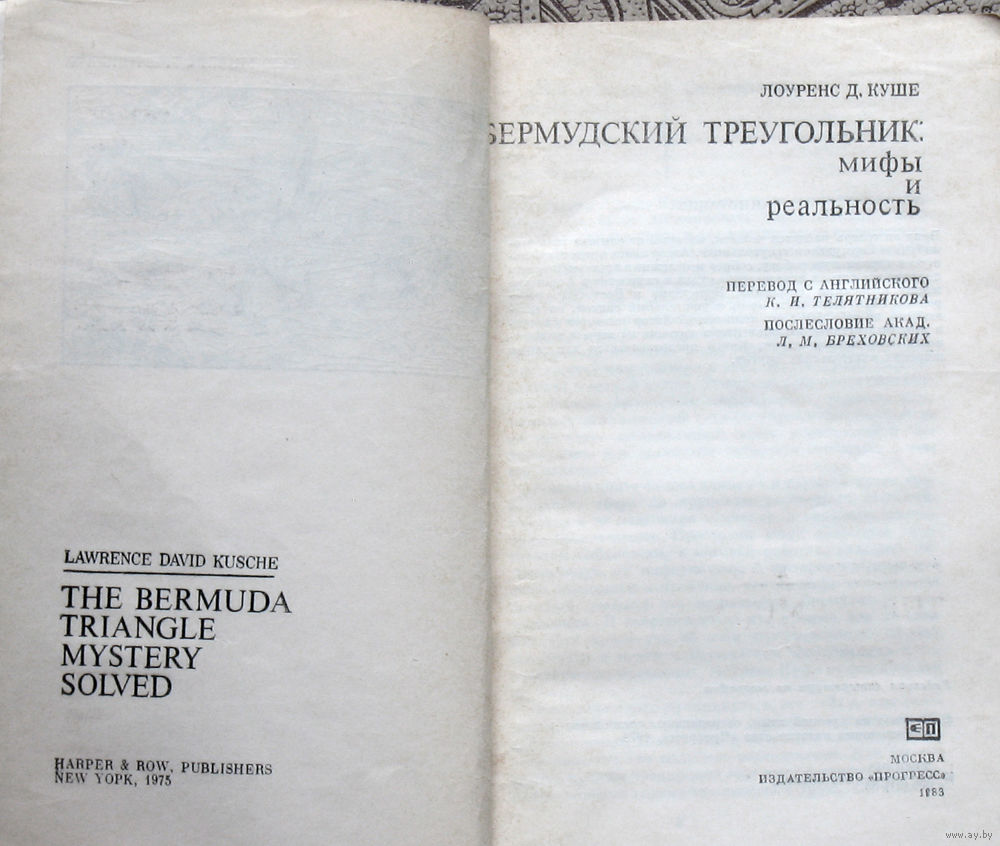 LAWRENCE DAVID KUSCHE
THE BERMUDA
TRIANGLE
MYSTERY
SOLVED
HARPER & ROW, PUBLISHERS
NEW YOPK, 1975
ЛОУРЕНС Д. КУШЕ
БЕРМУДСКИЙ ТРЕУГОЛЬНИК:
мифы
и
реальность
ПЕРЕВОД С АНГЛИЙСКОГО
К. И. ТЕЛЯТНИКОВА
ПОСЛЕСЛОВИЕ АКАД.
Л. М. БРЕХОВСКИХ
МОСКВА
ИЗДАТЕЛЬСТВО «ПРОГРЕСС»
1983
www.ay.by